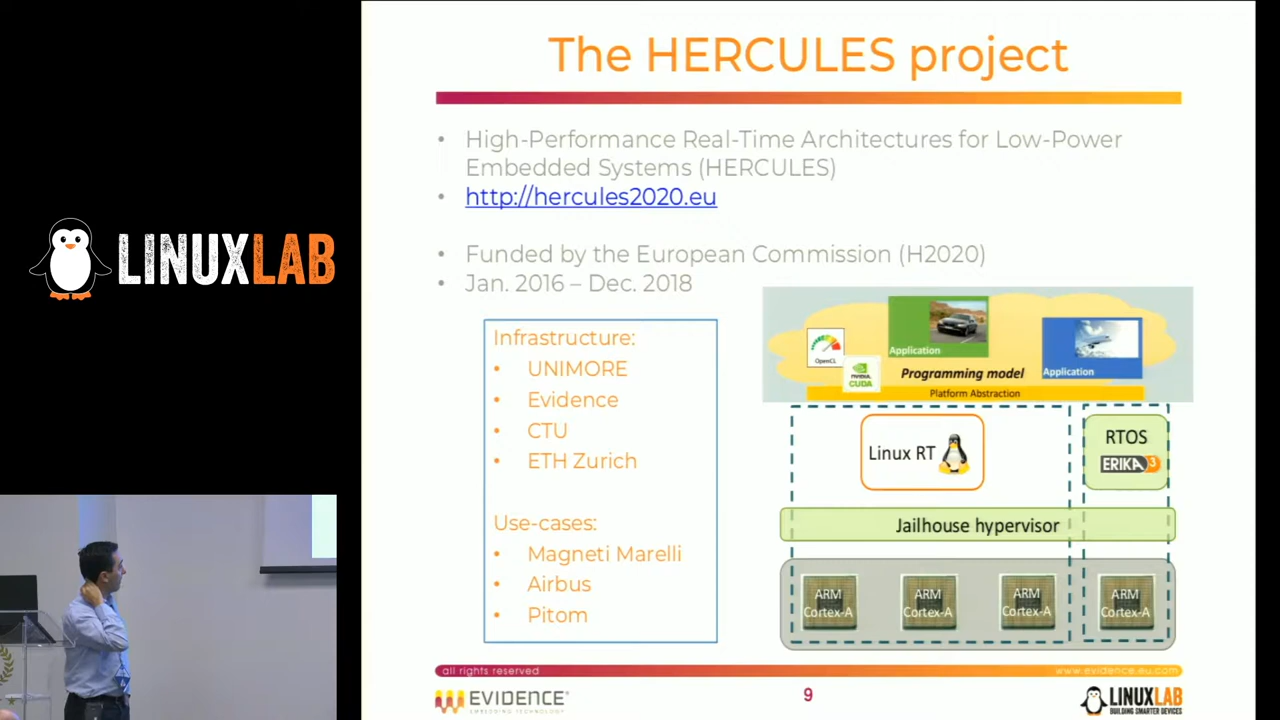 The HERCULES project
• High-Performance Real-Time Architectures for Low-Power
Embedded Systems (HERCULES)
• http://hercules2020.eu
• Funded by the European Commission (H2020)
• Jan. 2016 – Dec. 2018
LINUXLAB
Infrastructure:
• UNIMORE
• Evidence
• CTU
• ETH Zurich
Use-cases:
• Magneti Marelli
• Airbus
• Pitom
OpenCL
NVIDIA
CUDA
Application
Application
Programming model
Platform Abstraction
Linux RT
RTOS
ERIKA3
Jailhouse hypervisor
ARM
Cortex-A
ARM
Cortex-A
ARM
Cortex-A
ARM
Cortex-A
all rights reserved
www.evidence.eu.com
EVIDENCE
9
LINUXLAB
BUILDING SMARTER DEVICES